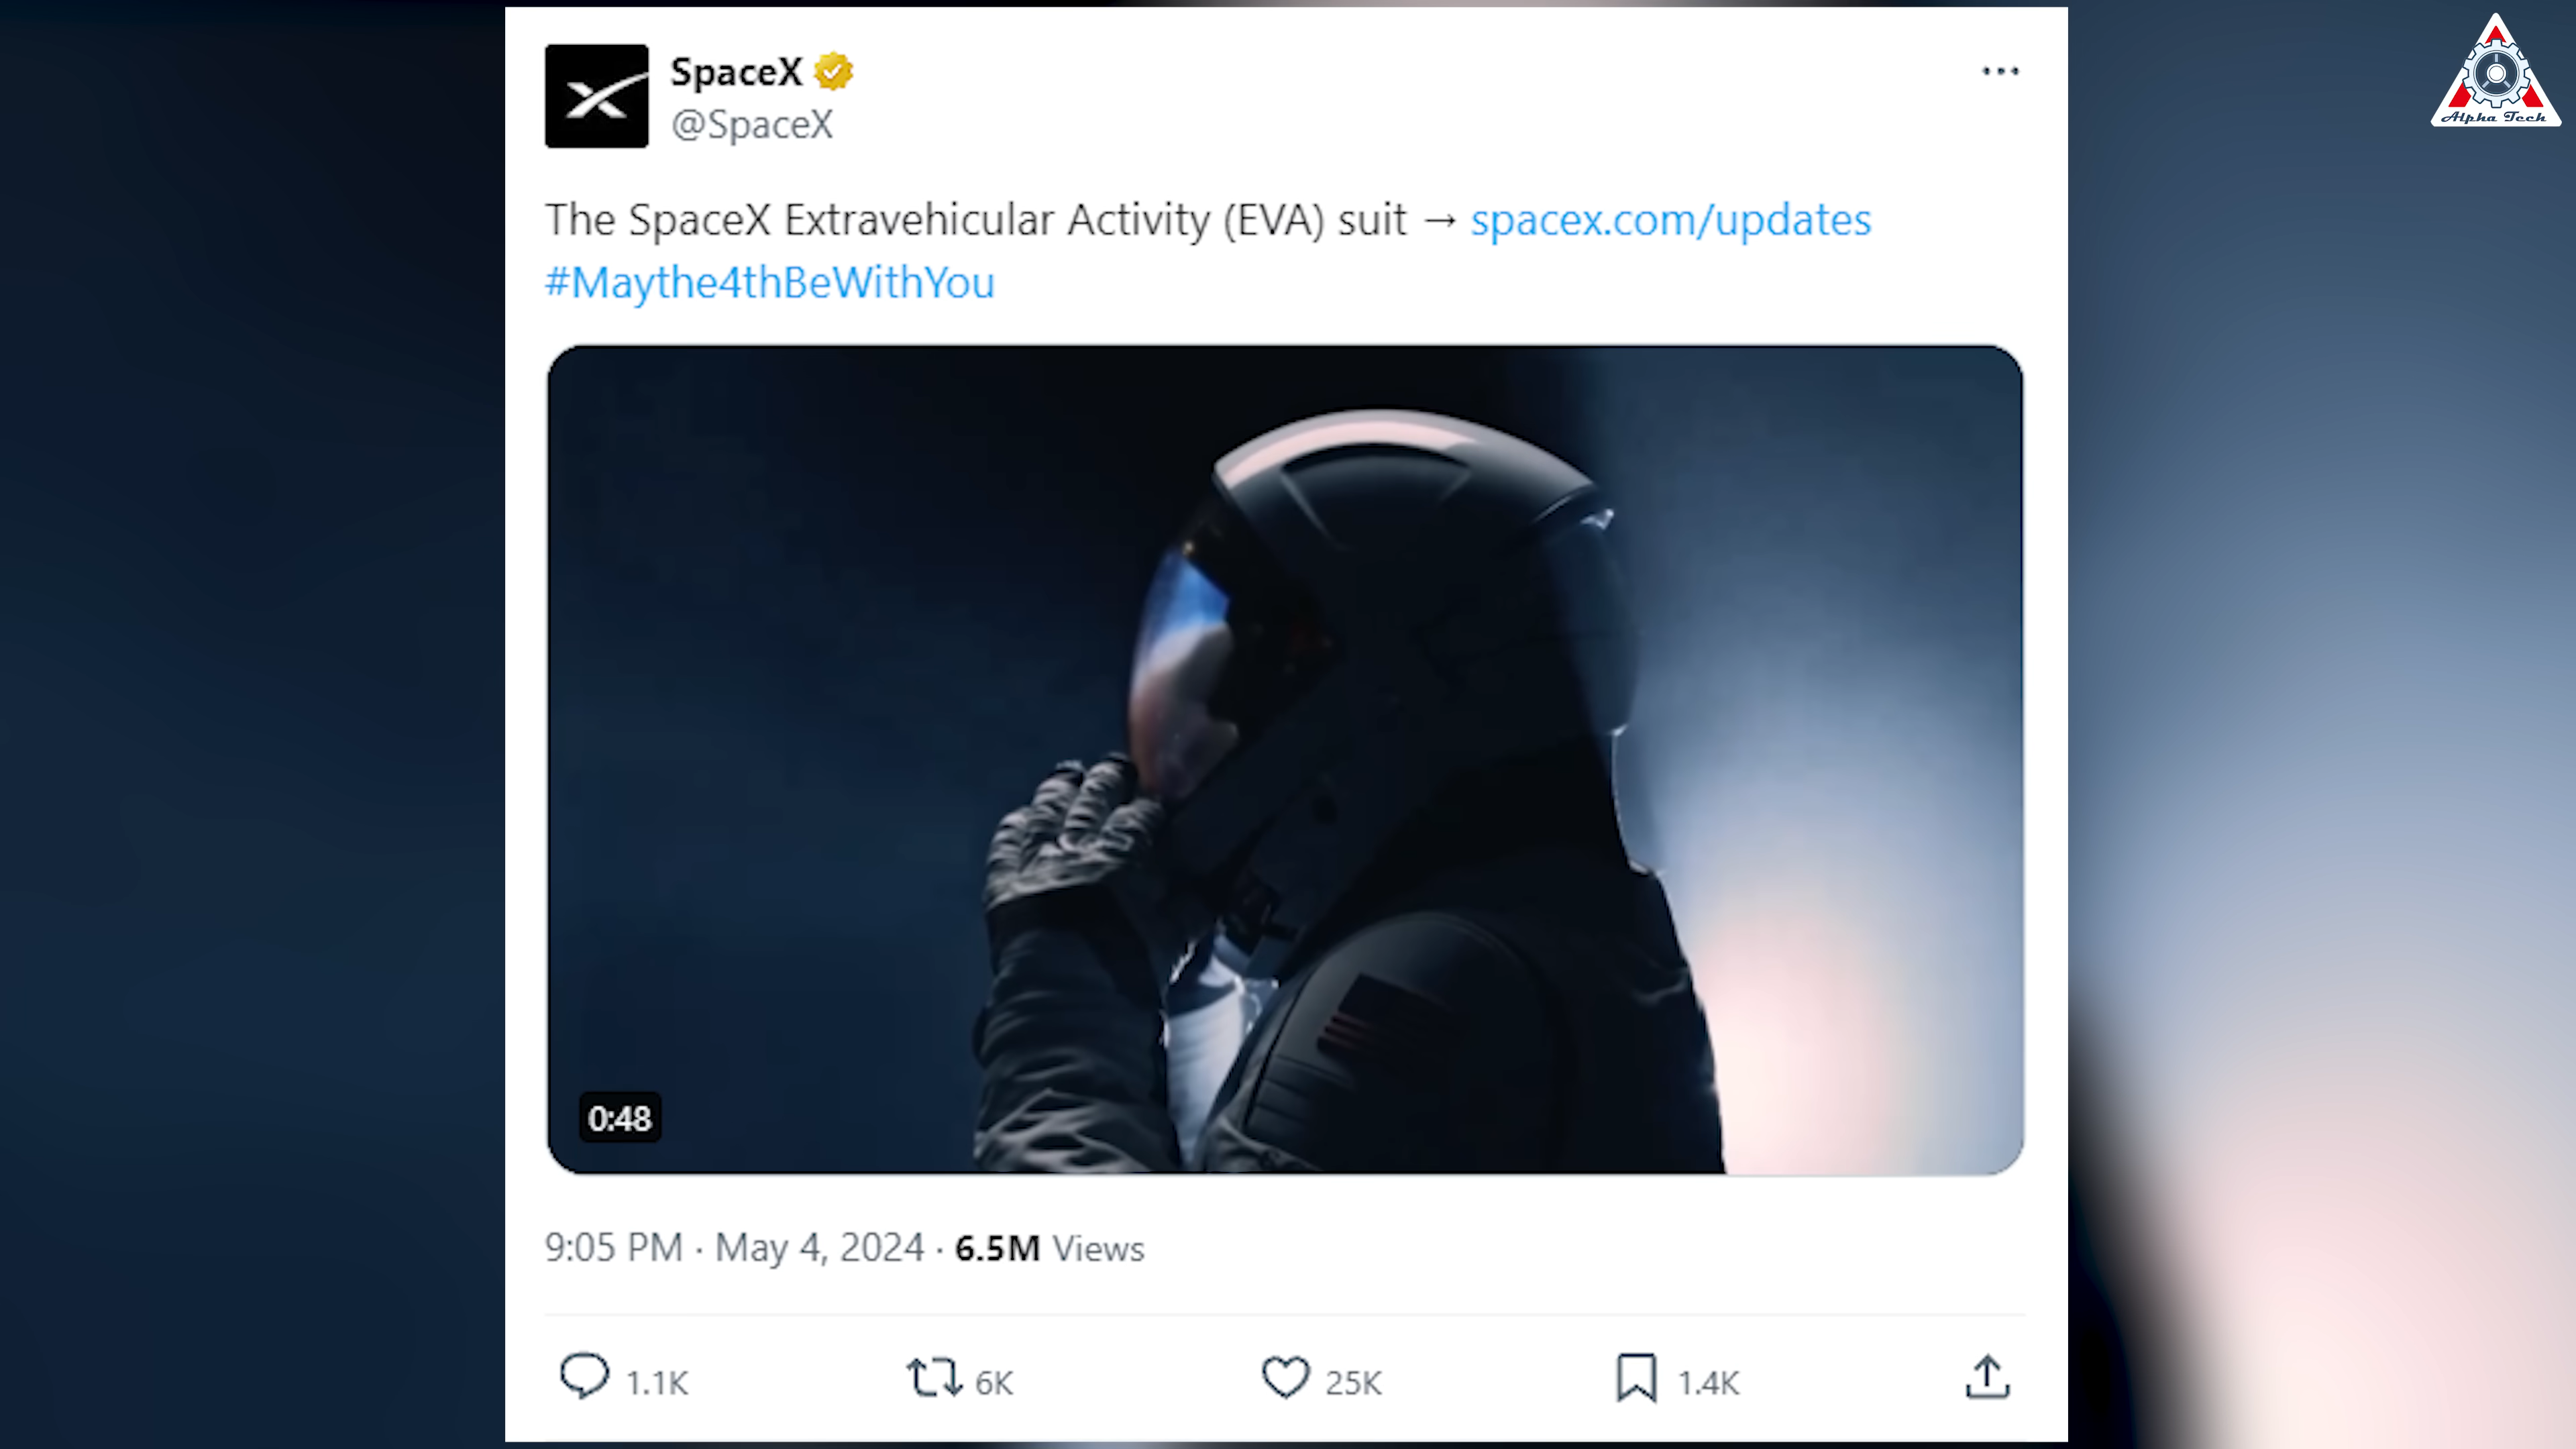 SpaceX
@SpaceX
Alpha Tech
The SpaceX Extravehicular Activity (EVA) suit → spacex.com/updates
#Maythe4thBeWithYou
0:48
9:05 PM · May 4, 2024 · 6.5M Views
1.1K 6K 25K 1.4K